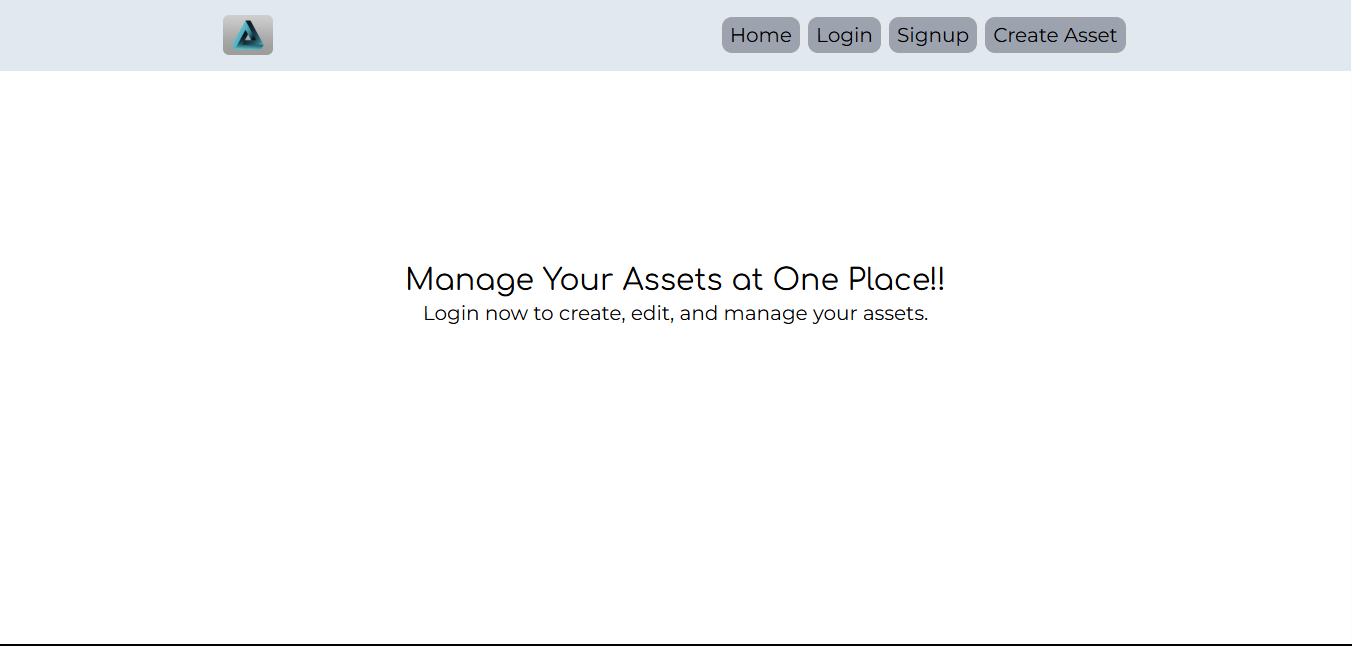 Home Login Signup Create Asset
Manage Your Assets at One Place!!
Login now to create, edit, and manage your assets.